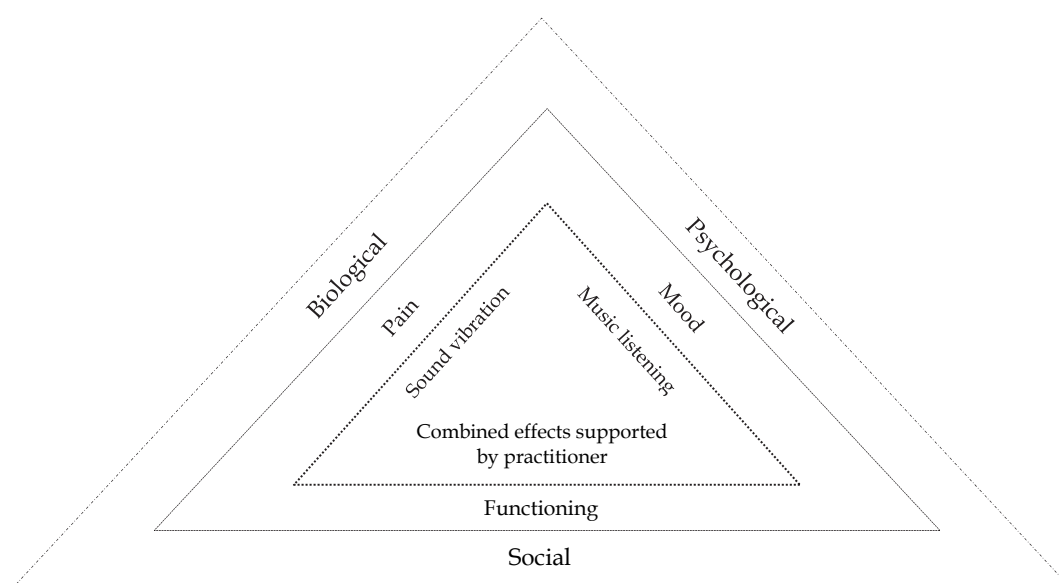 Biological
Psychological
Pain
Mood
Sound vibration
Music listening
Combined effects supported
by practitioner
Functioning
Social